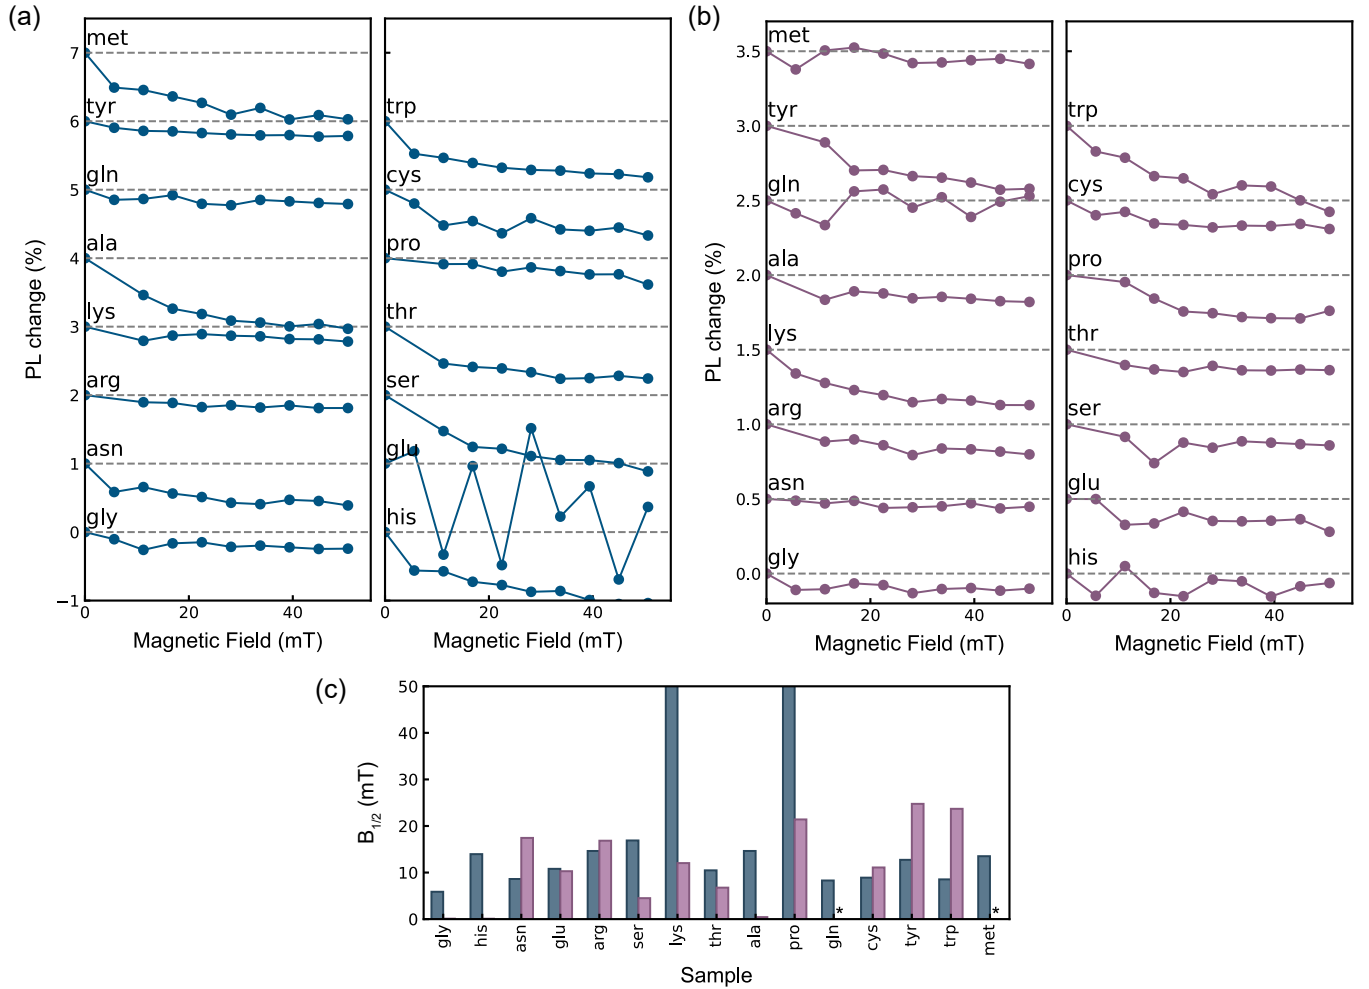 (a)
PL change (%)
7
6
5
4
3
2
1
0
−1
met
tyr
gln
ala
lys
arg
asn
gly
0
20
40
Magnetic Field (mT)
trp
cys
pro
thr
ser
glu
his
0
20
40
Magnetic Field (mT)
(b)
PL change (%)
3.5
3.0
2.5
2.0
1.5
1.0
0.5
0.0
met
tyr
gln
ala
lys
arg
asn
gly
0
20
40
Magnetic Field (mT)
trp
cys
pro
thr
ser
glu
his
0
20
40
Magnetic Field (mT)
(c)
B1/2 (mT)
50
40
30
20
10
0
* *
gly his asn glu arg ser lys thr ala pro gln cys tyr trp met
Sample